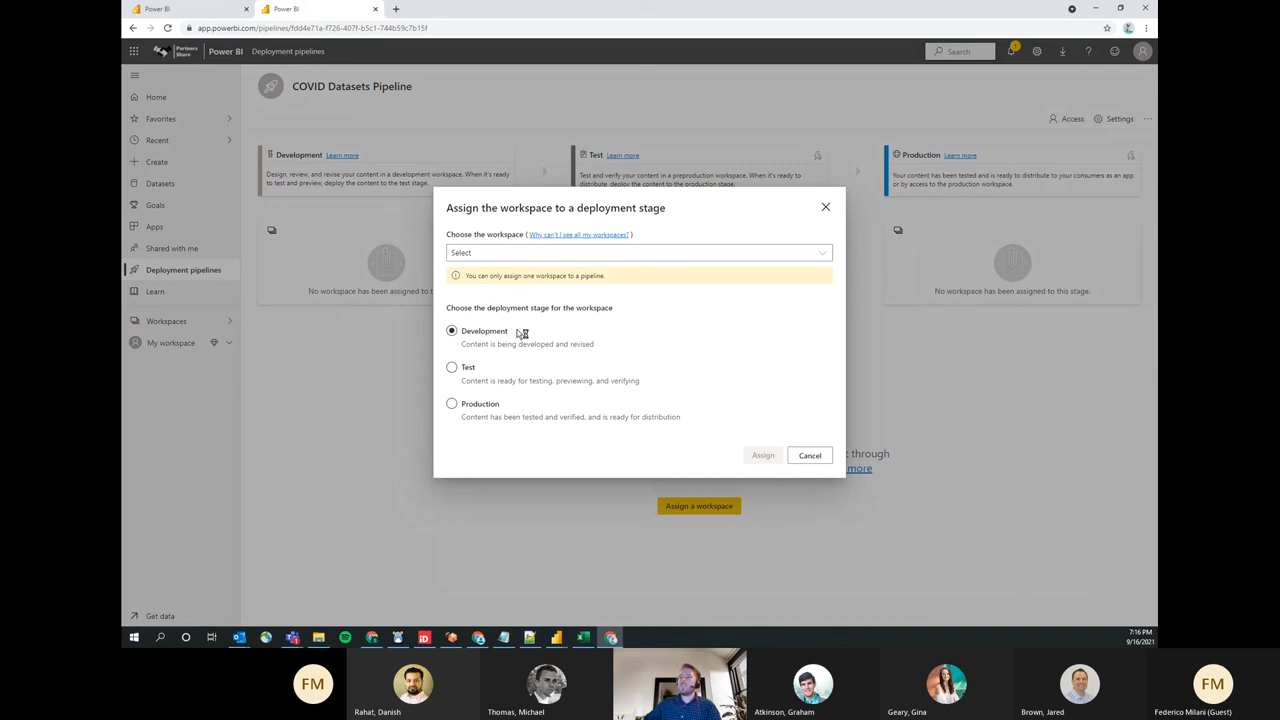 Power BI
Power BI
app.powerbi.com/pipelines/fdd4e71a-f726-407f-b5c1-744b59c7b15f
Partners
Share
Power BI
Deployment pipelines
Search
1
Home
Favorites
Recent
Create
Datasets
Goals
Apps
Shared with me
Deployment pipelines
Learn
Workspaces
My workspace
Get data
COVID Datasets Pipeline
Access
Settings
Development Learn more
Design, review, and revise your content in a development workspace. When it's ready
to test and preview, deploy the content to the test stage.
Test Learn more
Test and verify your content in a preproduction workspace. When it's ready to
distribute, deploy the content to the production stage.
Production Learn more
Your content has been tested and is ready for distribute to your consumers as an app
or by access to the production workspace.
No workspace has been assigned to t
No workspace has been assigned to this stage.
Assign the workspace to a deployment stage
Choose the workspace ( Why can't I see all my workspaces? )
Select
You can only assign one workspace to a pipeline.
Choose the deployment stage for the workspace
Development
Content is being developed and revised
Test
Content is ready for testing, previewing, and verifying
Production
Content has been tested and verified, and is ready for distribution
Assign
Cancel
t through
more
Assign a workspace
7:16 PM
9/16/2021
FM
Rahat, Danish
Thomas, Michael
Atkinson, Graham
Geary, Gina
Brown, Jared
FM
Federico Milani (Guest)